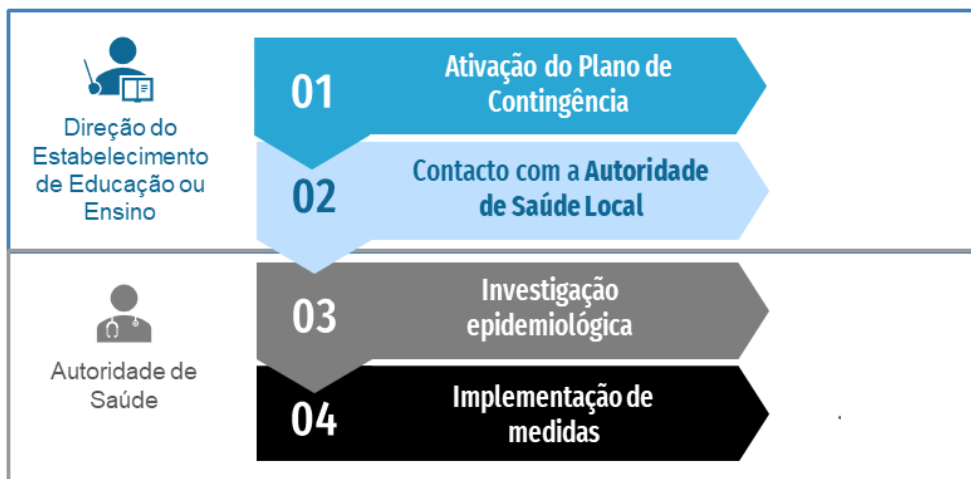 Direção do
Estabelecimento
de Educação ou
Ensino
01
Ativação do Plano de
Contingência
02
Contacto com a Autoridade
de Saúde Local
Autoridade de
Saúde
03
Investigação
epidemiológica
04
Implementação de
medidas
.